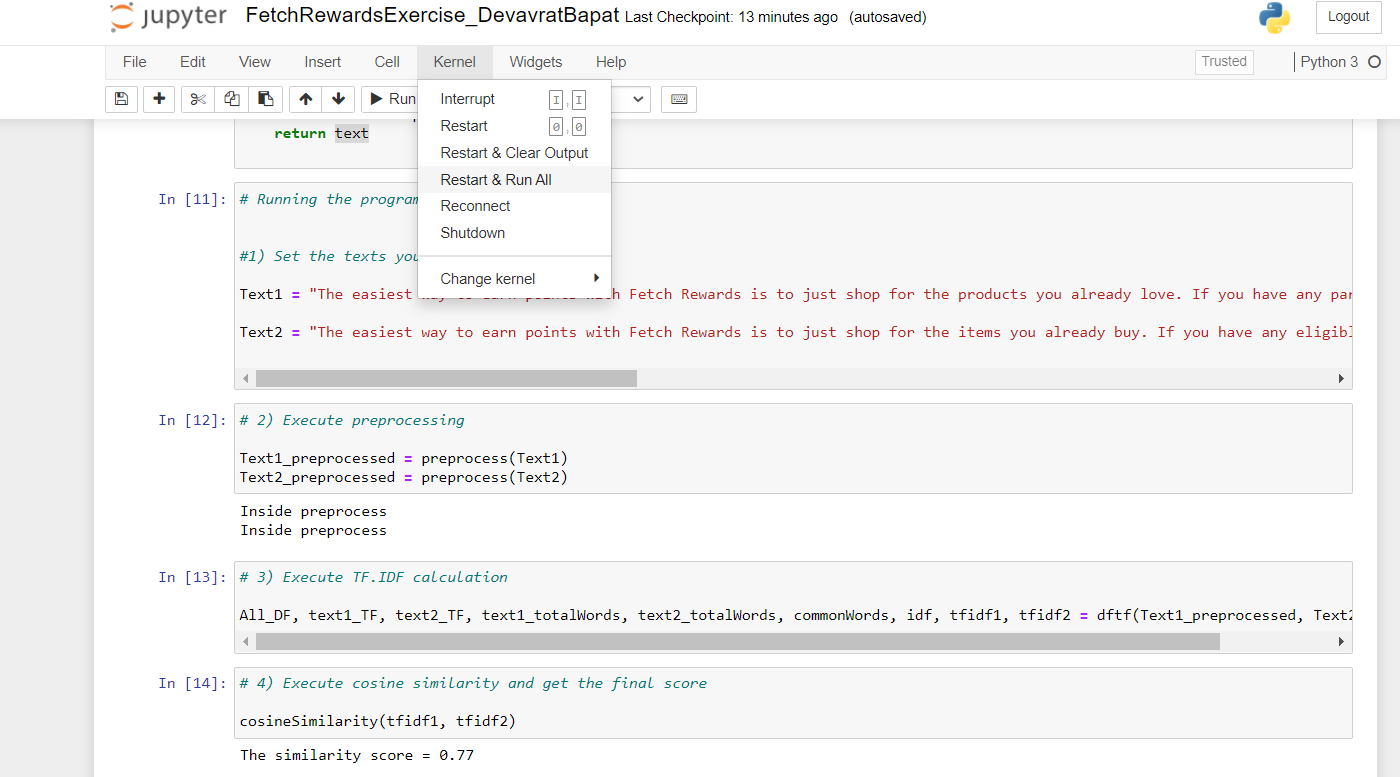 jupyter FetchRewardsExercise_DevavratBapat Last Checkpoint: 13 minutes ago (autosaved) Logout
File Edit View Insert Cell Kernel Widgets Help Trusted Python 3
Run
Interrupt I,I
Restart 0,0
Restart & Clear Output
Restart & Run All
Reconnect
Shutdown
Change kernel
return text
In [11]: # Running the program
#1) Set the texts you
Text1 = "The easiest way to earn points with Fetch Rewards is to just shop for the products you already love. If you have any par
Text2 = "The easiest way to earn points with Fetch Rewards is to just shop for the items you already buy. If you have any eligibl
In [12]: # 2) Execute preprocessing
Text1_preprocessed = preprocess(Text1)
Text2_preprocessed = preprocess(Text2)
Inside preprocess
Inside preprocess
In [13]: # 3) Execute TF.IDF calculation
All_DF, text1_TF, text2_TF, text1_totalWords, text2_totalWords, commonWords, idf, tfidf1, tfidf2 = dftf(Text1_preprocessed, Text2
In [14]: # 4) Execute cosine similarity and get the final score
cosineSimilarity(tfidf1, tfidf2)
The similarity score = 0.77